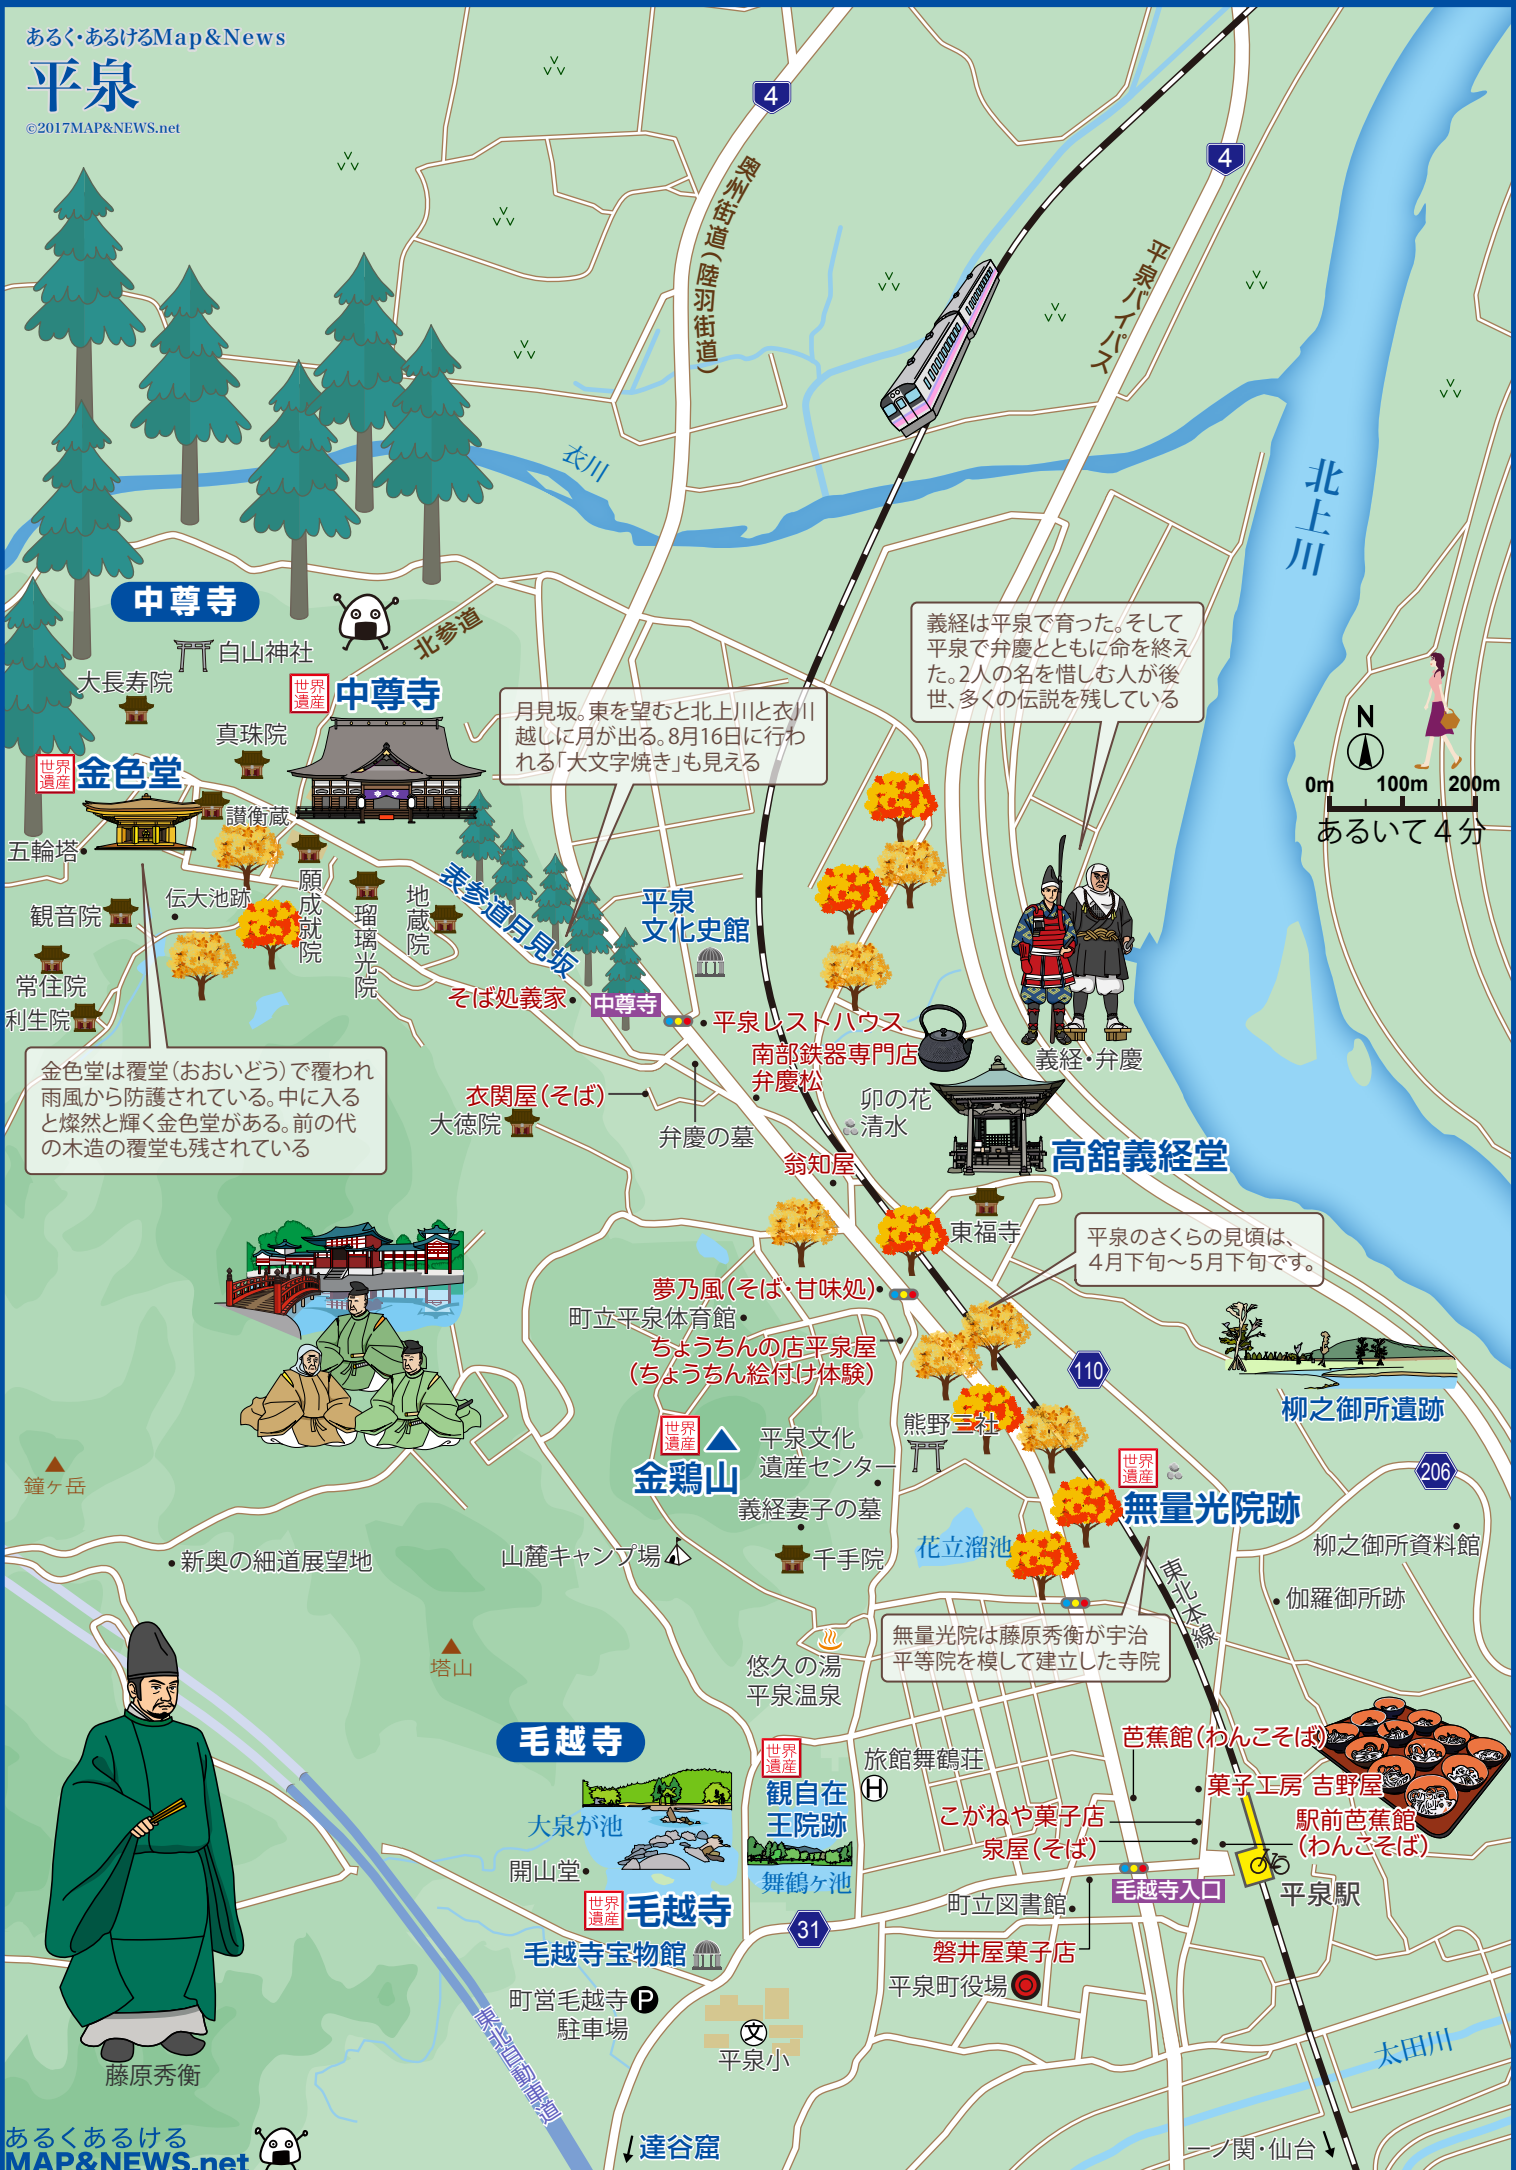 あるく・あるけるMap&News
平泉
©2017MAP&NEWS.net
4
4
奥州街道(陸羽街道)
平泉バイパス
衣川
北上川
中尊寺
白山神社
北参道
大長寿院
世界
遺産
中尊寺
真珠院
世界
遺産
金色堂
讃衡蔵
五輪塔
伝大池跡
願成就院
瑠璃光院
地蔵院
観音院
常住院
利生院
表参道月見坂
月見坂。東を望むと北上川と衣川
越しに月が出る。8月16日に行わ
れる「大文字焼き」も見える
義経は平泉で育った。そして
平泉で弁慶とともに命を終え
た。2人の名を惜しむ人が後
世、多くの伝説を残している
N
0m 100m 200m
あるいて4分
平泉
文化史館
そば処義家
中尊寺
平泉レストハウス
南部鉄器専門店
弁慶松
義経・弁慶
金色堂は覆堂(おおいどう)で覆われ
雨風から防護されている。中に入る
と燦然と輝く金色堂がある。前の代
の木造の覆堂も残されている
衣関屋(そば)
大徳院
弁慶の墓
卯の花
清水
高舘義経堂
翁知屋
東福寺
平泉のさくらの見頃は、
4月下旬〜5月下旬です。
夢乃風(そば・甘味処)
町立平泉体育館
ちょうちんの店平泉屋
(ちょうちん絵付け体験)
110
柳之御所遺跡
熊野三社
世界
遺産
金鶏山
平泉文化
遺産センター
義経妻子の墓
世界
遺産
無量光院跡
206
鐘ヶ岳
新奥の細道展望地
山麓キャンプ場
千手院
花立溜池
柳之御所資料館
東北本線
伽羅御所跡
無量光院は藤原秀衡が宇治
平等院を模して建立した寺院
塔山
悠久の湯
平泉温泉
毛越寺
世界
遺産
観自在
王院跡
旅館舞鶴荘
H
芭蕉館(わんこそば)
菓子工房 吉野屋
こがねや菓子店
泉屋(そば)
駅前芭蕉館
(わんこそば)
大泉が池
開山堂
舞鶴ヶ池
世界
遺産
毛越寺
毛越寺入口
平泉駅
町立図書館
31
毛越寺宝物館
磐井屋菓子店
町営毛越寺
駐車場
P
平泉町役場
文
平泉小
東北自動車道
太田川
藤原秀衡
あるくあるける
MAP&NEWS.net
達谷窟
一ノ関・仙台